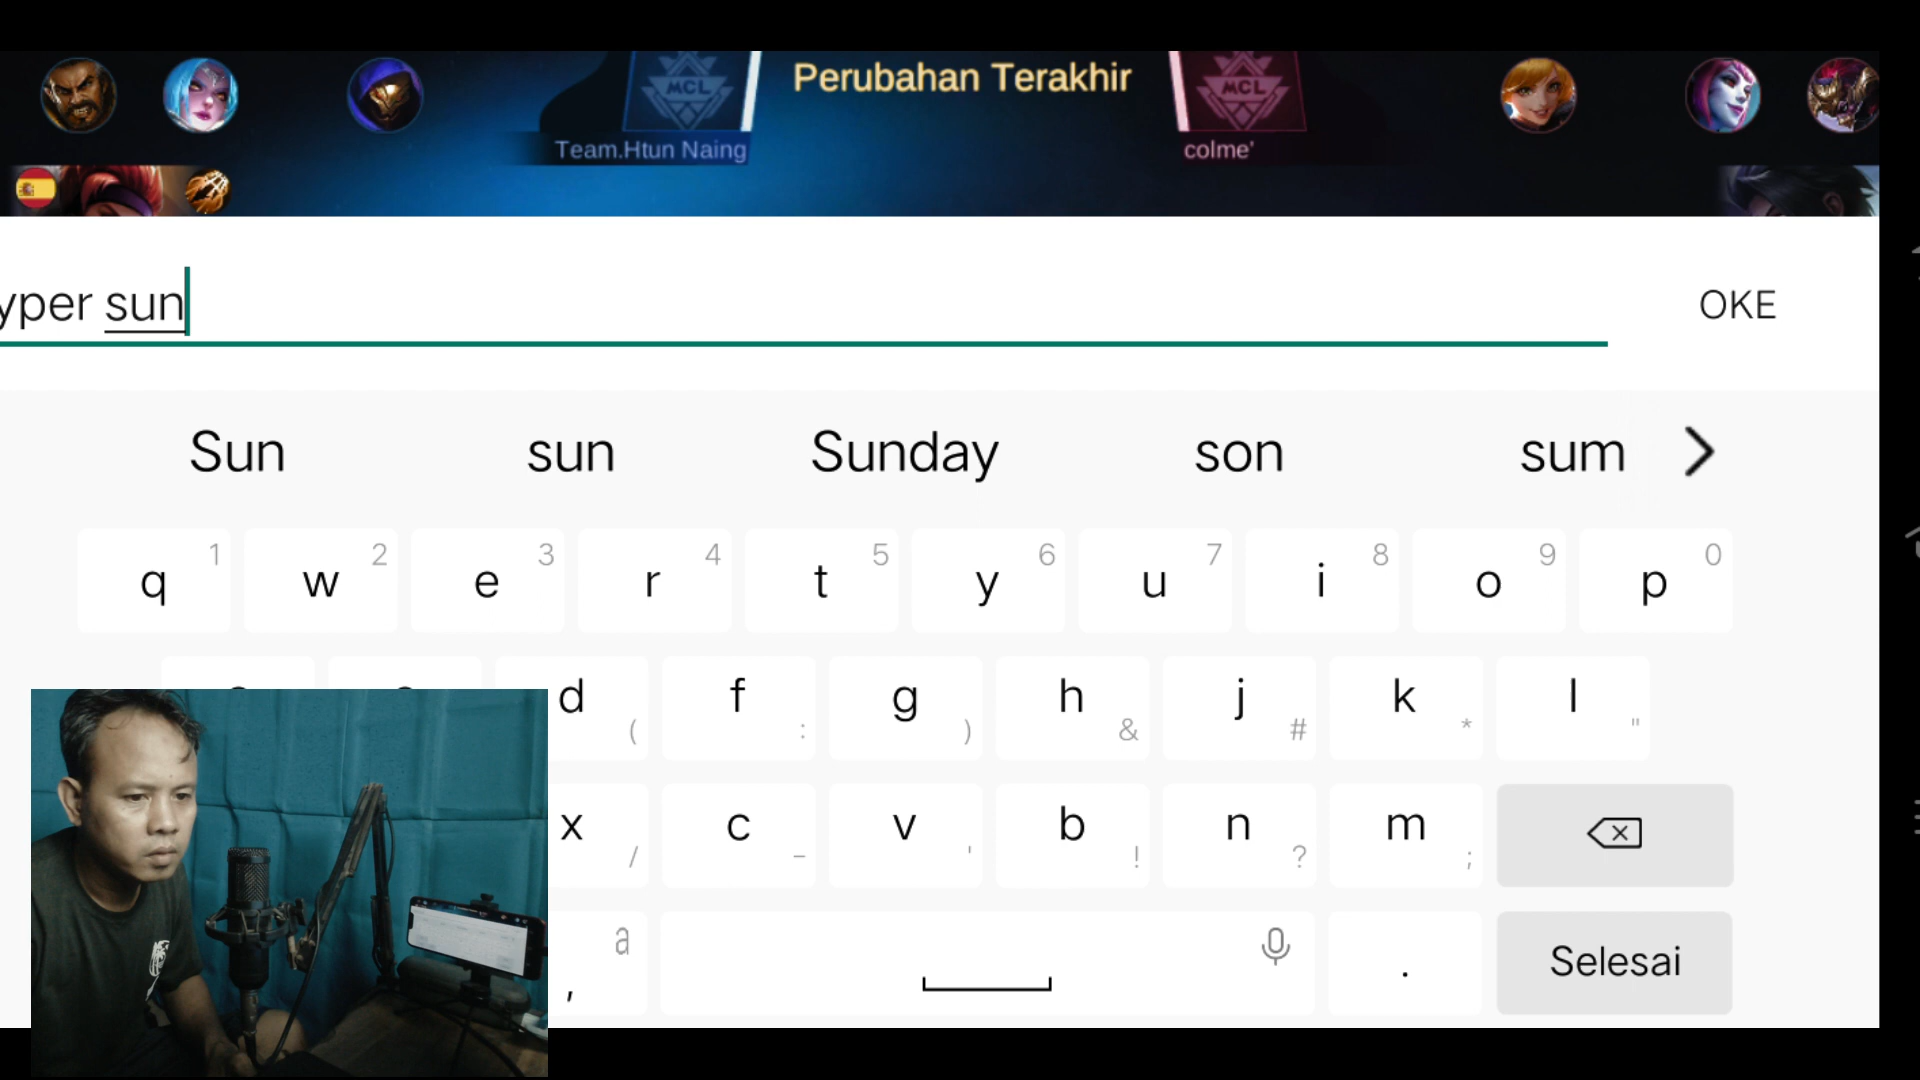 MCL
Perubahan Terakhir
MCL
Team.Htun Naing
colme'
yper sun
OKE
Sun sun Sunday son sum
q 1 w 2 e 3 r 4 t 5 y 6 u 7 i 8 o 9 p 0
d ( f : g ) h & j # k * l "
x / c - v ' b ! n ? m ;
, a . Selesai